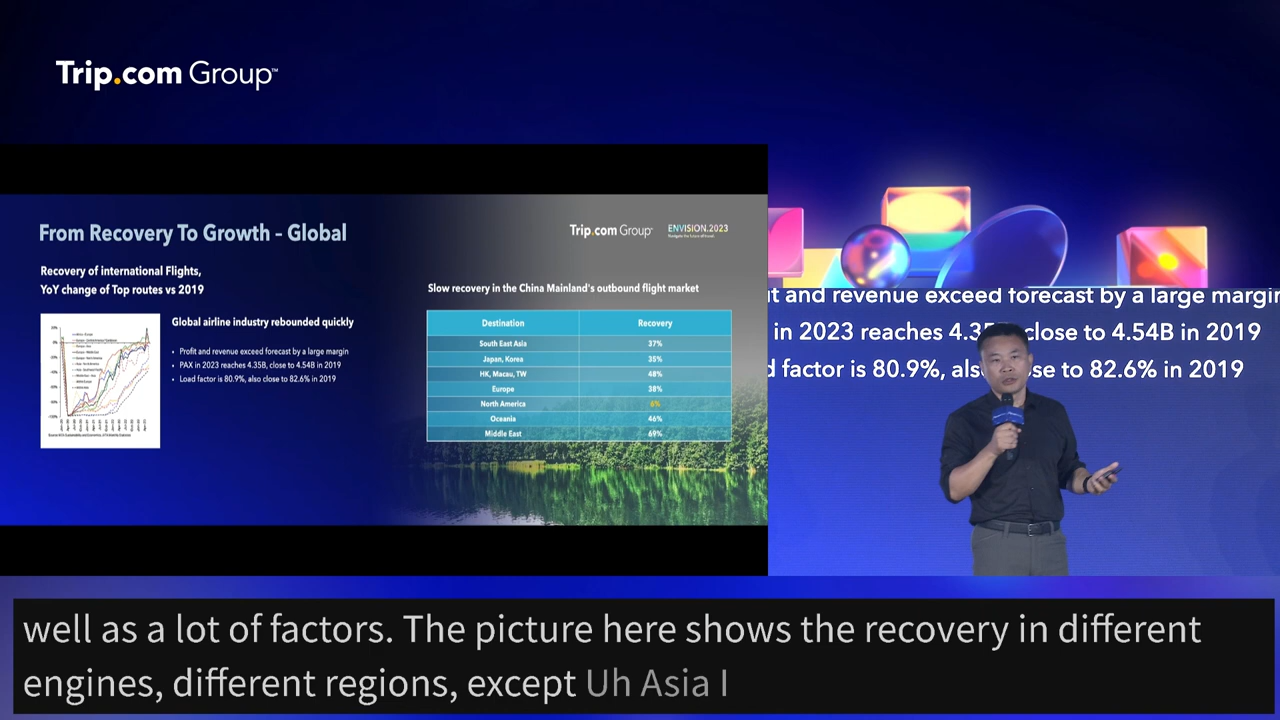 Trip.com Group™
From Recovery To Growth - Global
Trip.com Group™
ENVISION.2023
Recovery of international Flights,
YoY change of Top routes vs 2019
Slow recovery in the China Mainland's outbound flight market
Global airline industry rebounded quickly
• Profit and revenue exceed forecast by a large margin
• PAX in 2023 reaches 4.35B, close to 4.54B in 2019
• Load factor is 80.9%, also close to 82.6% in 2019
Destination Recovery
South East Asia 37%
Japan, Korea 35%
HK, Macau, TW 48%
Europe 38%
North America 6%
Oceania 46%
Middle East 69%
and revenue exceed forecast by a large margin
in 2023 reaches close to 4.54B in 2019
factor is 80.9%, to 82.6% in 2019
well as a lot of factors. The picture here shows the recovery in different
engines, different regions, except Uh Asia I